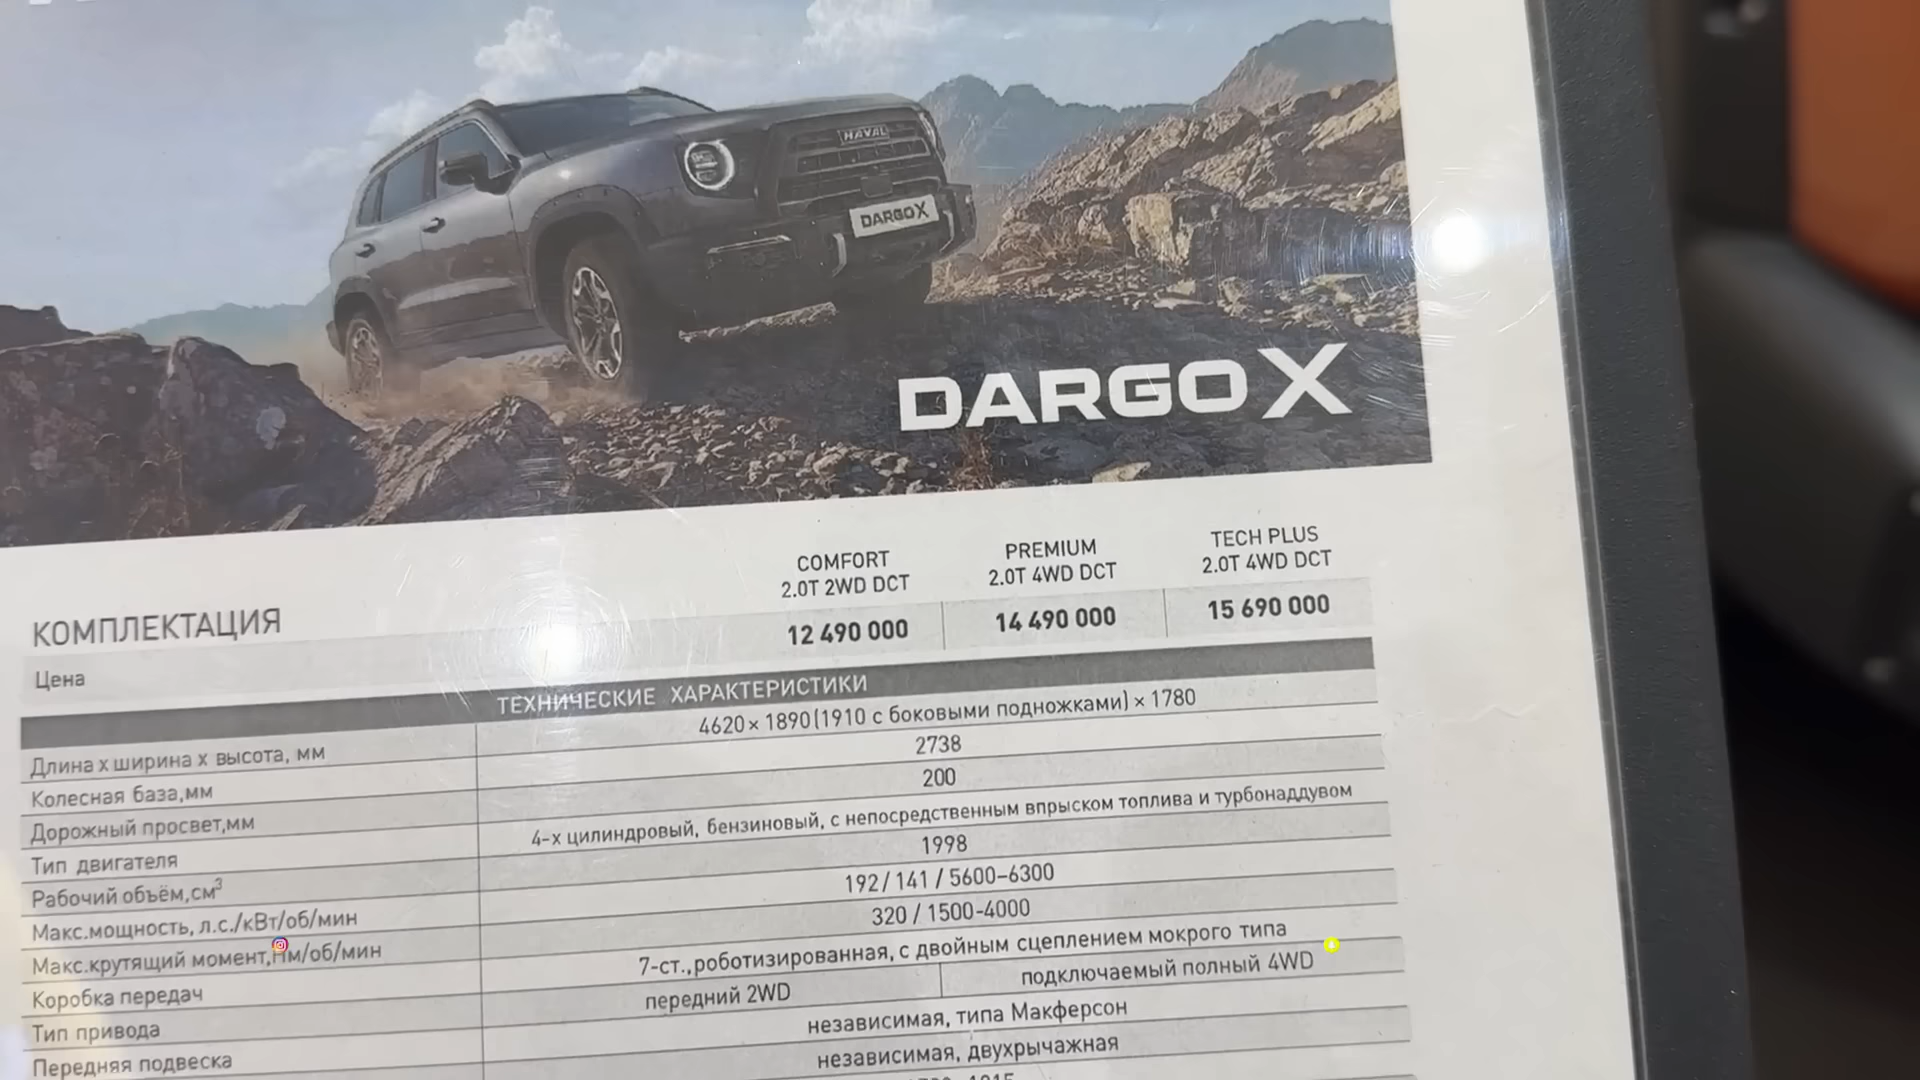 HAVAL
DARGO X
DARGO X
COMFORT
2.0T 2WD DCT
PREMIUM
2.0T 4WD DCT
TECH PLUS
2.0T 4WD DCT
КОМПЛЕКТАЦИЯ
Цена 12 490 000 14 490 000 15 690 000
ТЕХНИЧЕСКИЕ ХАРАКТЕРИСТИКИ
Длина х ширина х высота, мм 4620 × 1890 (1910 с боковыми подножками) × 1780
Колесная база,мм 2738
Дорожный просвет,мм 200
Тип двигателя 4-х цилиндровый, бензиновый, с непосредственным впрыском топлива и турбонаддувом
Рабочий объём,см³ 1998
Макс.мощность, л.с./кВт/об/мин 192 / 141 / 5600–6300
Макс.крутящий момент,Нм/об/мин 320 / 1500-4000
Коробка передач 7-ст.,роботизированная, с двойным сцеплением мокрого типа
Тип привода передний 2WD подключаемый полный 4WD
Передняя подвеска независимая, типа Макферсон
независимая, двухрычажная